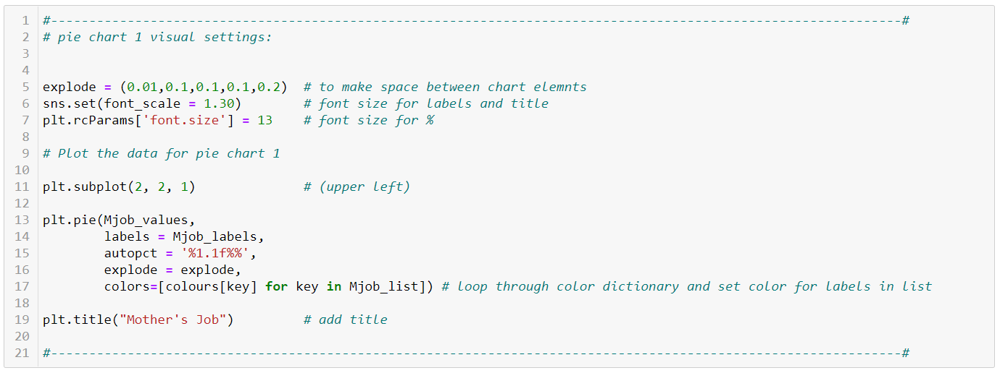 1 #---------------------------------------------------------------------------------------------------------------#
2 # pie chart 1 visual settings:
3
4
5 explode = (0.01,0.1,0.1,0.1,0.2)  # to make space between chart elemnts
6 sns.set(font_scale = 1.30)        # font size for labels and title
7 plt.rcParams['font.size'] = 13    # font size for %
8
9 # Plot the data for pie chart 1
10
11 plt.subplot(2, 2, 1)              # (upper left)
12
13 plt.pie(Mjob_values,
14         labels = Mjob_labels,
15         autopct = '%1.1f%%',
16         explode = explode,
17         colors=[colours[key] for key in Mjob_list]) # loop through color dictionary and set color for labels in list
18
19 plt.title("Mother's Job")         # add title
20
21 #---------------------------------------------------------------------------------------------------------------#